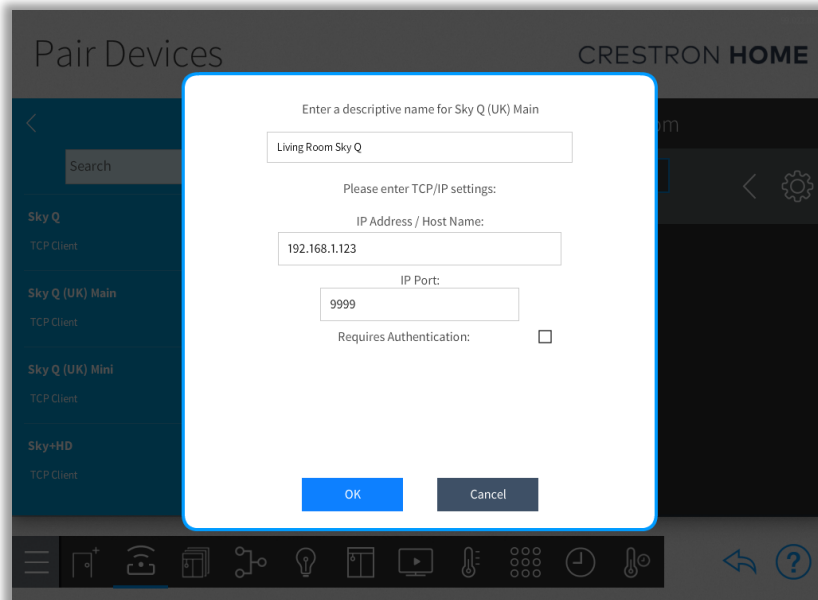 Pair Devices
CRESTRON HOME
Enter a descriptive name for Sky Q (UK) Main
Living Room Sky Q
Please enter TCP/IP settings:
IP Address / Host Name:
192.168.1.123
IP Port:
9999
Requires Authentication:
OK
Cancel
Search
Sky Q
TCP Client
Sky Q (UK) Main
TCP Client
Sky Q (UK) Mini
TCP Client
Sky+HD
TCP Client
?